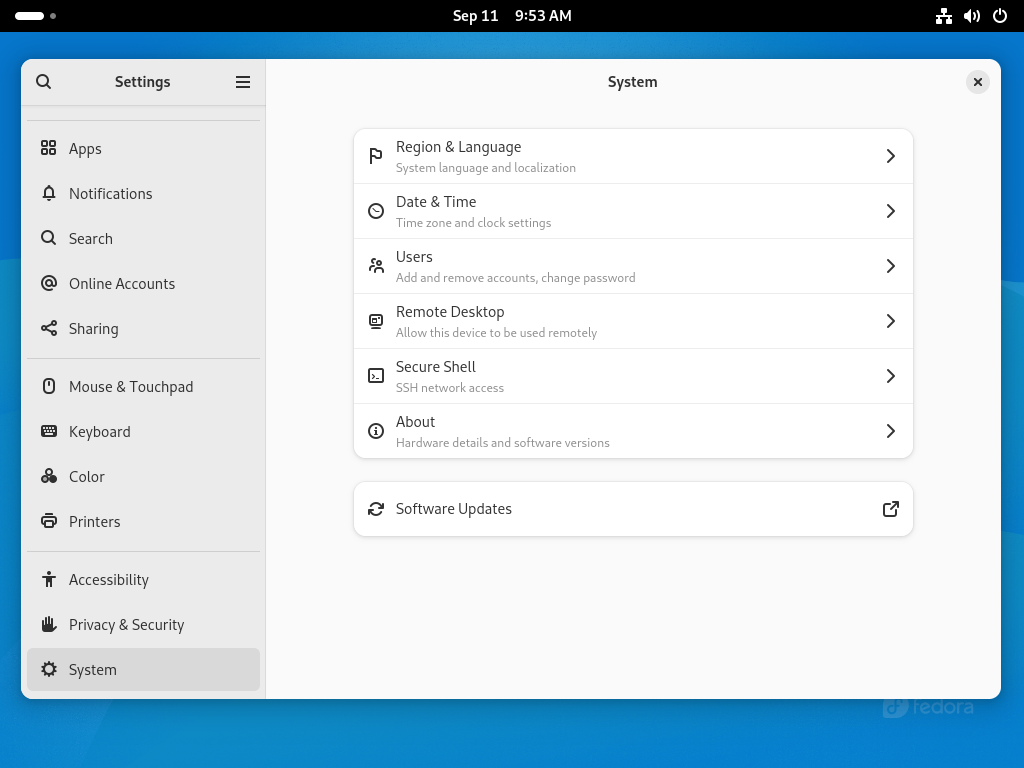 Sep 11 9:53 AM
Settings
System
Apps
Notifications
Search
Online Accounts
Sharing
Mouse & Touchpad
Keyboard
Color
Printers
Accessibility
Privacy & Security
System
Region & Language
System language and localization
Date & Time
Time zone and clock settings
Users
Add and remove accounts, change password
Remote Desktop
Allow this device to be used remotely
Secure Shell
SSH network access
About
Hardware details and software versions
Software Updates
fedora